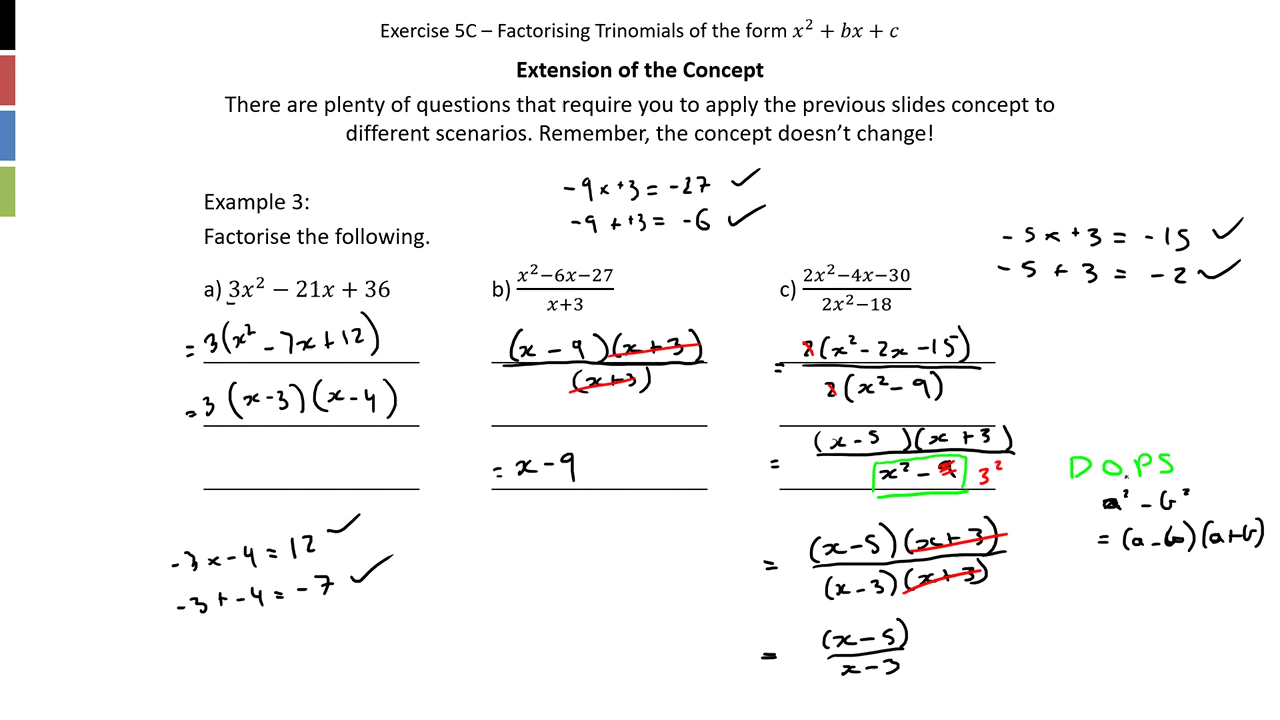 Exercise 5C – Factorising Trinomials of the form x² + bx + c
Extension of the Concept
There are plenty of questions that require you to apply the previous slides concept to
different scenarios. Remember, the concept doesn't change!
Example 3:
Factorise the following.
-9 x +3 = -27 ✓
-9 + +3 = -6 ✓
-5 x +3 = -15 ✓
-5 + 3 = -2 ✓
a) 3x² − 21x + 36
= 3(x² - 7x + 12)
= 3 (x-3)(x-4)
-3 x -4 = 12 ✓
-3 + -4 = -7 ✓
b) x²−6x−27
x+3
(x - 9)(x + 3)
(x+3)
= x - 9
c) 2x²−4x−30
2x²−18
= 2(x² - 2x - 15)
2(x² - 9)
= (x-5)(x+3)
x² - 9 3²
= (x-5)(x+3)
(x-3)(x+3)
= (x-5)
x-3
D O.P S
a² - b²
= (a-b)(a+b)